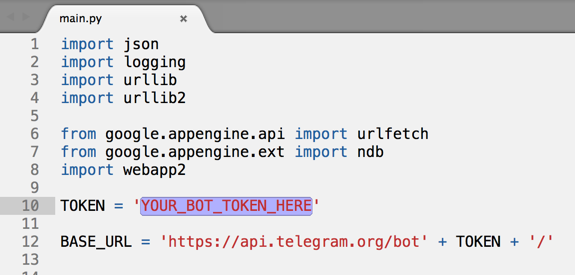 main.py ×
1 import json
2 import logging
3 import urllib
4 import urllib2
5
6 from google.appengine.api import urlfetch
7 from google.appengine.ext import ndb
8 import webapp2
9
10 TOKEN = 'YOUR_BOT_TOKEN_HERE'
11
12 BASE_URL = 'https://api.telegram.org/bot' + TOKEN + '/'
13